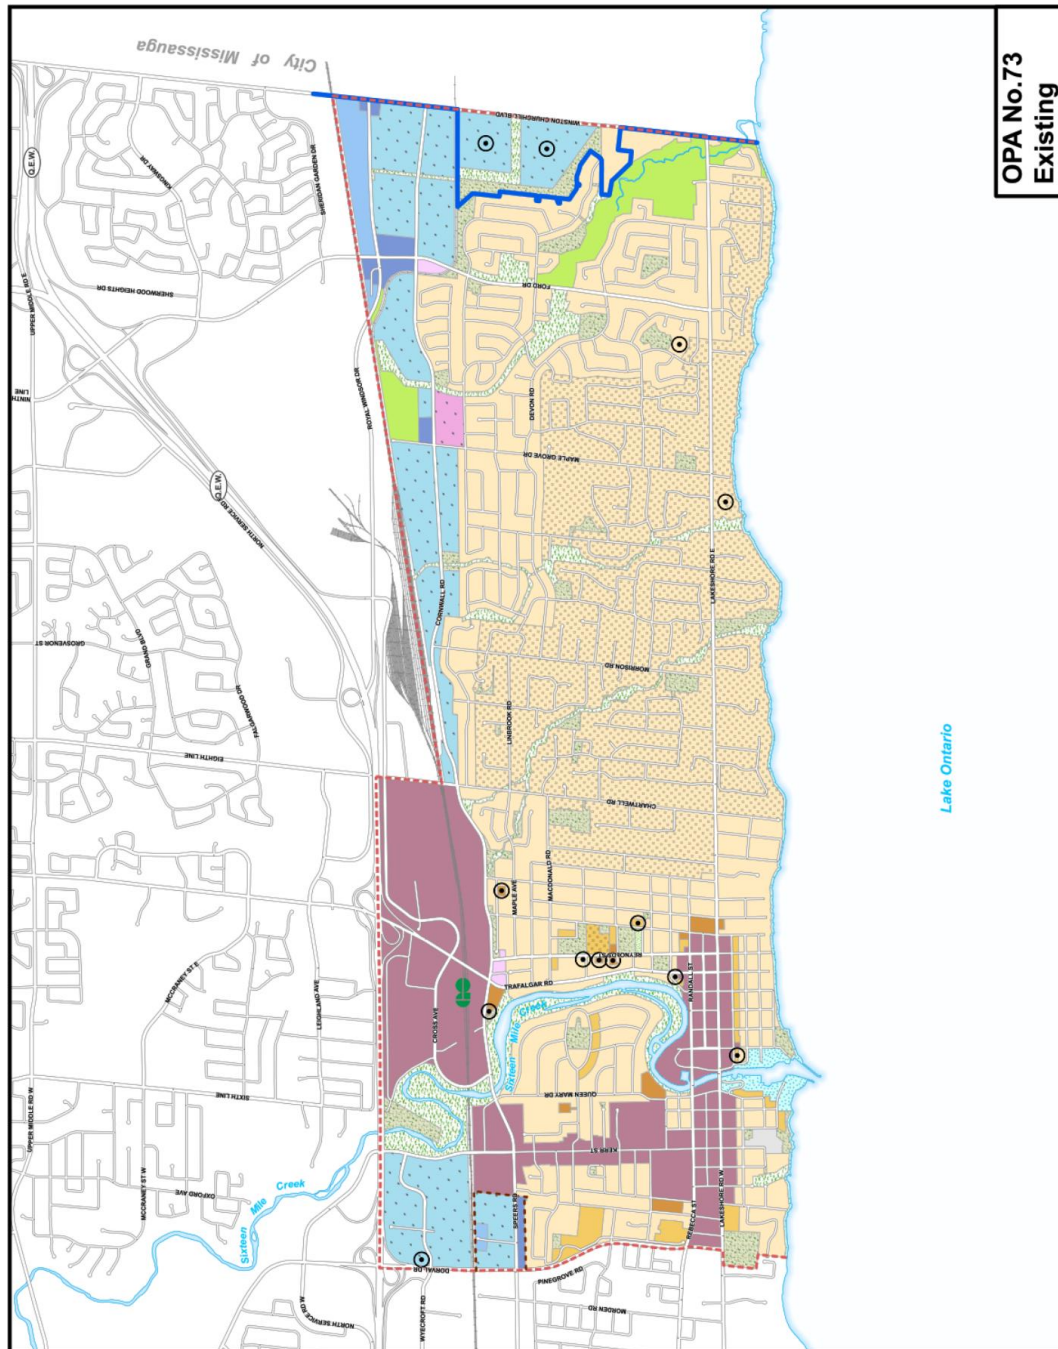 OPA No.73
Existing
City of Mississauga
Q.E.W.
KINGSWAY DR
SHERIDAN GARDEN DR
WINSTON CHURCHILL BLVD
UPPER MIDDLE RD E
SHERWOOD HEIGHTS DR
FORD DR
NINTH
LINE
ROYAL WINDSOR DR
DEVON RD
MAPLE GROVE DR
Q.E.W.
NORTH SERVICE RD E
CORNWALL RD
LAKESHORE RD E
GROSVENOR ST
GRAND BLVD
FALGARWOOD DR
MORRISON RD
LINBROOK RD
EIGHTH LINE
CHARTWELL RD
Lake Ontario
MAPLE AVE
MACDONALD RD
MCCRANEY ST E
LEIGHLAND AVE
CROSS AVE
GO
TRAFALGAR RD
REYNOLDS ST
RANDALL ST
Sixteen Mile Creek
UPPER MIDDLE RD W
SIXTH LINE
QUEEN MARY DR
KERR ST
MCCRANEY ST W
OXFORD AVE
Sixteen Mile Creek
SPEERS RD
REBECCA ST
LAKESHORE RD W
DORVAL DR
PINEGROVE RD
NORTH SERVICE RD W
WYECROFT RD
MORDEN RD